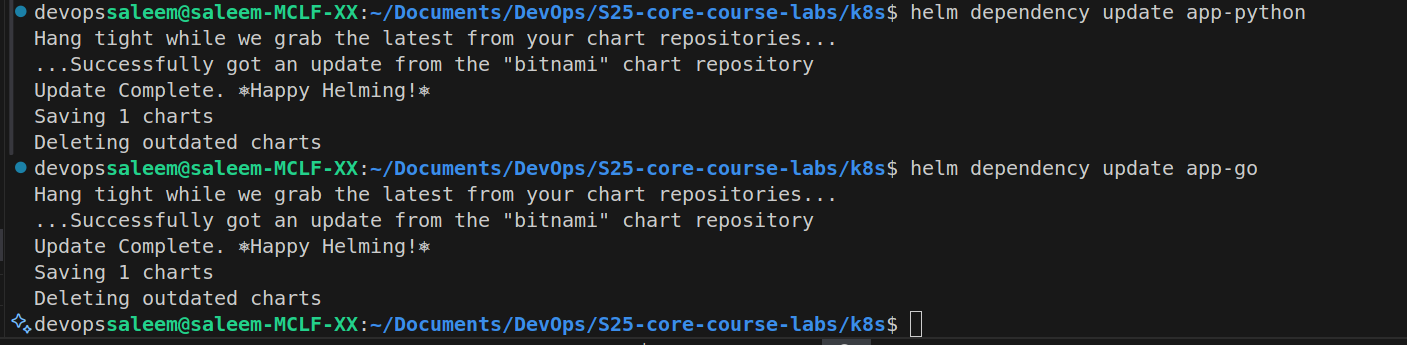 devopssaleem@saleem-MCLF-XX:~/Documents/DevOps/S25-core-course-labs/k8s$ helm dependency update app-python
Hang tight while we grab the latest from your chart repositories...
...Successfully got an update from the "bitnami" chart repository
Update Complete. ⎈Happy Helming!⎈
Saving 1 charts
Deleting outdated charts
devopssaleem@saleem-MCLF-XX:~/Documents/DevOps/S25-core-course-labs/k8s$ helm dependency update app-go
Hang tight while we grab the latest from your chart repositories...
...Successfully got an update from the "bitnami" chart repository
Update Complete. ⎈Happy Helming!⎈
Saving 1 charts
Deleting outdated charts
devopssaleem@saleem-MCLF-XX:~/Documents/DevOps/S25-core-course-labs/k8s$